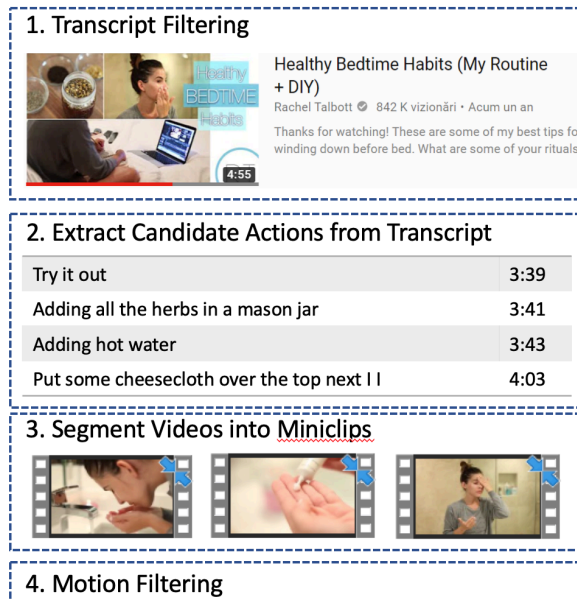 1. Transcript Filtering
Healthy
BEDTIME
Habits
4:55
Healthy Bedtime Habits (My Routine
+ DIY)
Rachel Talbott 842 K vizionări • Acum un an
Thanks for watching! These are some of my best tips fo
winding down before bed. What are some of your rituals
2. Extract Candidate Actions from Transcript
Try it out 3:39
Adding all the herbs in a mason jar 3:41
Adding hot water 3:43
Put some cheesecloth over the top next I I 4:03
3. Segment Videos into Miniclips
4. Motion Filtering